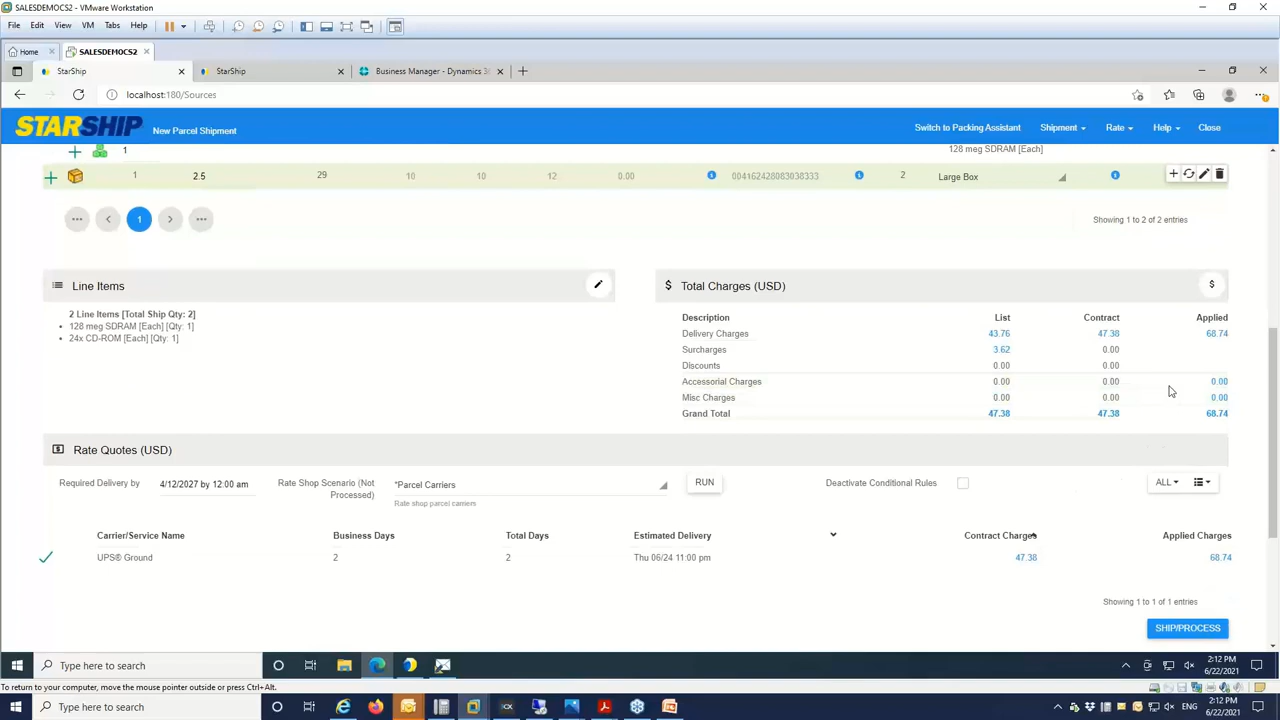 SALESDEMOCS2 - VMware Workstation
File Edit View VM Tabs Help
Home SALESDEMOCS2
StarShip StarShip Business Manager - Dynamics 36
localhost:180/Sources
STARSHIP New Parcel Shipment Switch to Packing Assistant Shipment Rate Help Close
1 128 meg SDRAM [Each]
1 2.5 29 10 10 12 0.00 0041624280830383​33 2 Large Box
1 Showing 1 to 2 of 2 entries
Line Items
2 Line Items [Total Ship Qty: 2]
128 meg SDRAM [Each] [Qty: 1]
24x CD-ROM [Each] [Qty: 1]
$ Total Charges (USD) $
Description List Contract Applied
Delivery Charges 43.76 47.38 68.74
Surcharges 3.62 0.00
Discounts 0.00 0.00
Accessorial Charges 0.00 0.00 0.00
Misc Charges 0.00 0.00 0.00
Grand Total 47.38 47.38 68.74
Rate Quotes (USD)
Required Delivery by 4/12/2027 by 12:00 am Rate Shop Scenario (Not Processed) *Parcel Carriers RUN Deactivate Conditional Rules ALL
Rate shop parcel carriers
Carrier/Service Name Business Days Total Days Estimated Delivery Contract Charges Applied Charges
UPS® Ground 2 2 Thu 06/24 11:00 pm 47.38 68.74
Showing 1 to 1 of 1 entries
SHIP/PROCESS
Type here to search 2:12 PM
6/22/2021
To return to your computer, move the mouse pointer outside or press Ctrl+Alt.
Type here to search ENG 2:12 PM
6/22/2021